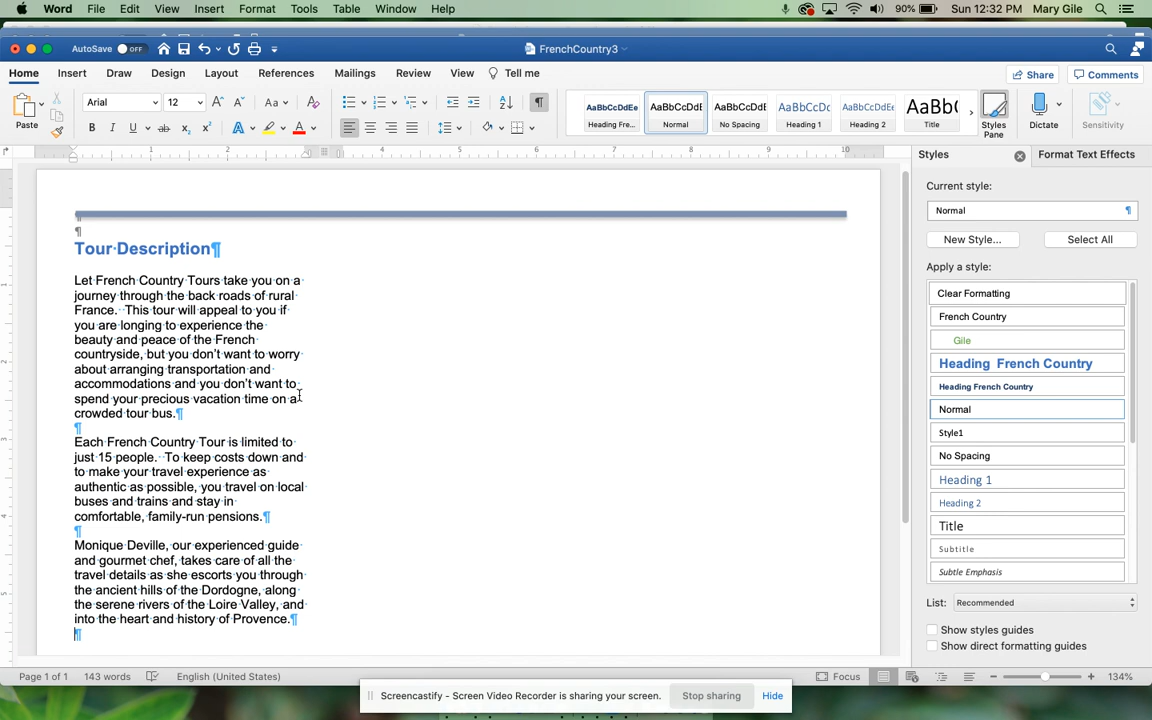 Word File Edit View Insert Format Tools Table Window Help 90% Sun 12:32 PM Mary Gile
AutoSave OFF FrenchCountry3
Home Insert Draw Design Layout References Mailings Review View Tell me Share Comments
Paste Arial 12 Aa
B I U ab x² A A
AaBbCcDdEe AaBbCcDdE AaBbCcDdE AaBbCcDc AaBbCcDdEe AaBb(
Heading Fre... Normal No Spacing Heading 1 Heading 2 Title
Styles Pane Dictate Sensitivity
1 2 4 5 6 7 8 9 10
Styles Format Text Effects
Current style:
Normal
New Style... Select All
Apply a style:
Clear Formatting
French Country
Gile
Heading French Country
Heading French Country
Normal
Style1
No Spacing
Heading 1
Heading 2
Title
Subtitle
Subtle Emphasis
List: Recommended
Show styles guides
Show direct formatting guides
Tour Description¶
Let French Country Tours take you on a
journey through the back roads of rural
France. This tour will appeal to you if
you are longing to experience the
beauty and peace of the French
countryside, but you don't want to worry
about arranging transportation and
accommodations and you don't want to
spend your precious vacation time on a
crowded tour bus.¶
¶
Each French Country Tour is limited to
just 15 people. To keep costs down and
to make your travel experience as
authentic as possible, you travel on local
buses and trains and stay in
comfortable, family-run pensions.¶
¶
Monique Deville, our experienced guide
and gourmet chef, takes care of all the
travel details as she escorts you through
the ancient hills of the Dordogne, along
the serene rivers of the Loire Valley, and
into the heart and history of Provence.¶
¶
Page 1 of 1 143 words English (United States) Focus 134%
Screencastify - Screen Video Recorder is sharing your screen. Stop sharing Hide